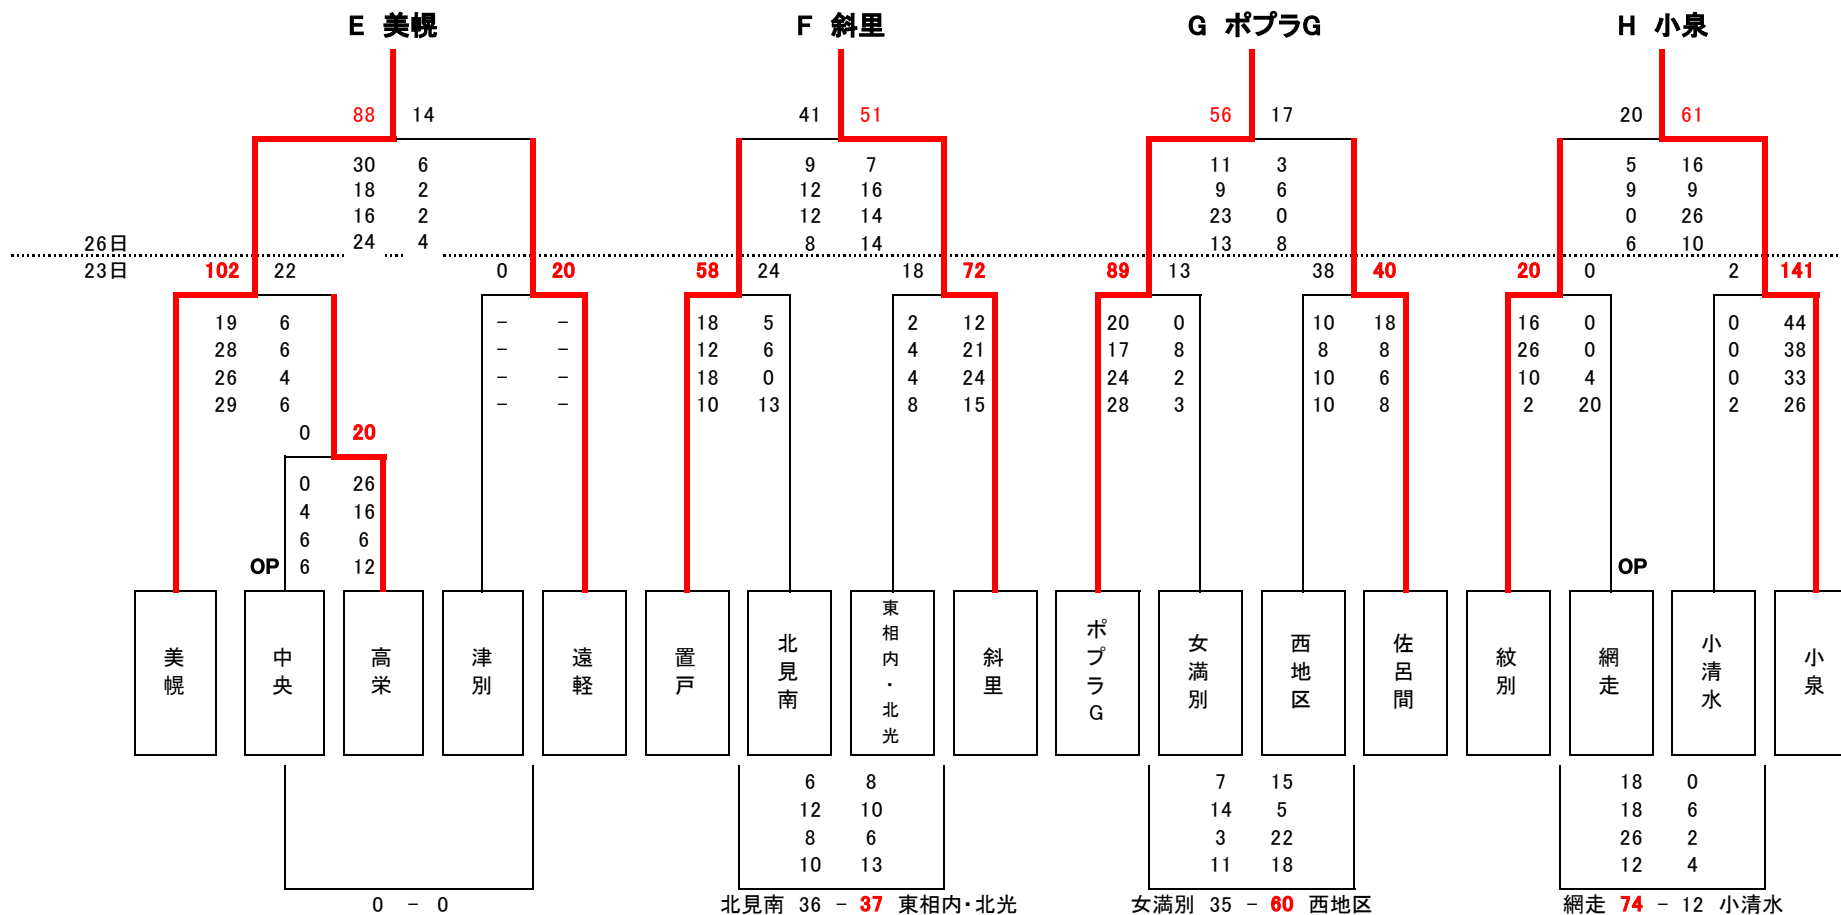 E 美幌 F 斜里 G ポプラG H 小泉
88 14 41 51 56 17 20 61
30 6 9 7 11 3 5 16
18 2 12 16 9 6 9 9
16 2 12 14 23 0 0 26
24 4 8 14 13 8 6 10
26日
23日 102 22 0 20 58 24 18 72 89 13 38 40 20 0 2 141
19 6 - - 18 5 2 12 20 0 10 18 16 0 0 44
28 6 - - 12 6 4 21 17 8 8 8 26 0 0 38
26 4 - - 18 0 4 24 24 2 10 6 10 4 0 33
29 6 - - 10 13 8 15 28 3 10 8 2 20 2 26
0 20
0 26
4 16
6 6
OP 6 12 OP
美幌
中央
高栄
津別
遠軽
置戸
北見南
東相内・北光
斜里
ポプラG
女満別
西地区
佐呂間
紋別
網走
小清水
小泉
6 8 7 15 18 0
12 10 14 5 18 6
8 6 3 22 26 2
10 13 11 18 12 4
0 - 0 北見南 36 - 37 東相内・北光 女満別 35 - 60 西地区 網走 74 - 12 小清水